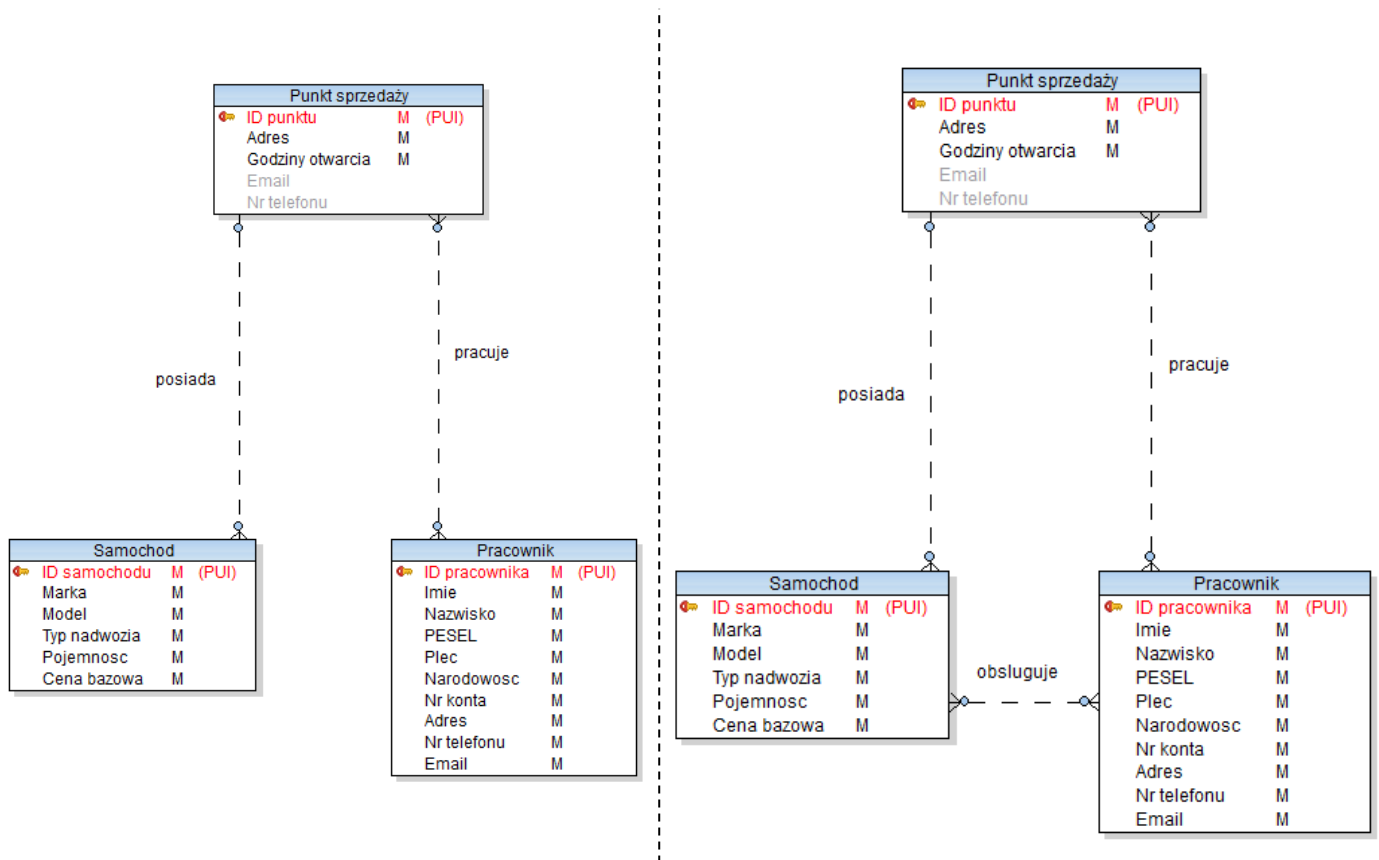 Punkt sprzedaży
ID punktu M (PUI)
Adres M
Godziny otwarcia M
Email
Nr telefonu
posiada
pracuje
Samochod
ID samochodu M (PUI)
Marka M
Model M
Typ nadwozia M
Pojemnosc M
Cena bazowa M
Pracownik
ID pracownika M (PUI)
Imie M
Nazwisko M
PESEL M
Plec M
Narodowosc M
Nr konta M
Adres M
Nr telefonu M
Email M
Punkt sprzedaży
ID punktu M (PUI)
Adres M
Godziny otwarcia M
Email
Nr telefonu
posiada
pracuje
Samochod
ID samochodu M (PUI)
Marka M
Model M
Typ nadwozia M
Pojemnosc M
Cena bazowa M
obsluguje
Pracownik
ID pracownika M (PUI)
Imie M
Nazwisko M
PESEL M
Plec M
Narodowosc M
Nr konta M
Adres M
Nr telefonu M
Email M